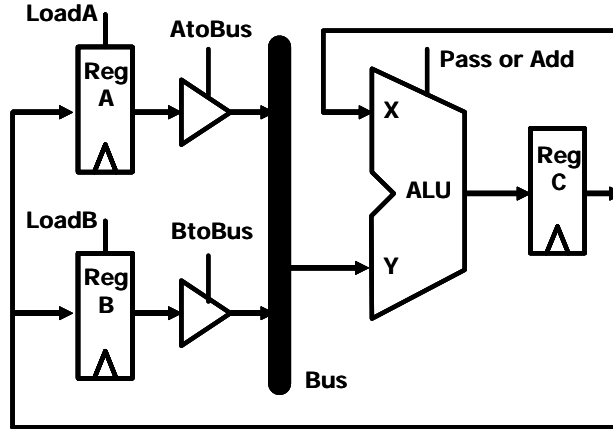 LoadA
AtoBus
Pass or Add
Reg
A
X
Reg
C
ALU
LoadB
BtoBus
Reg
B
Y
Bus